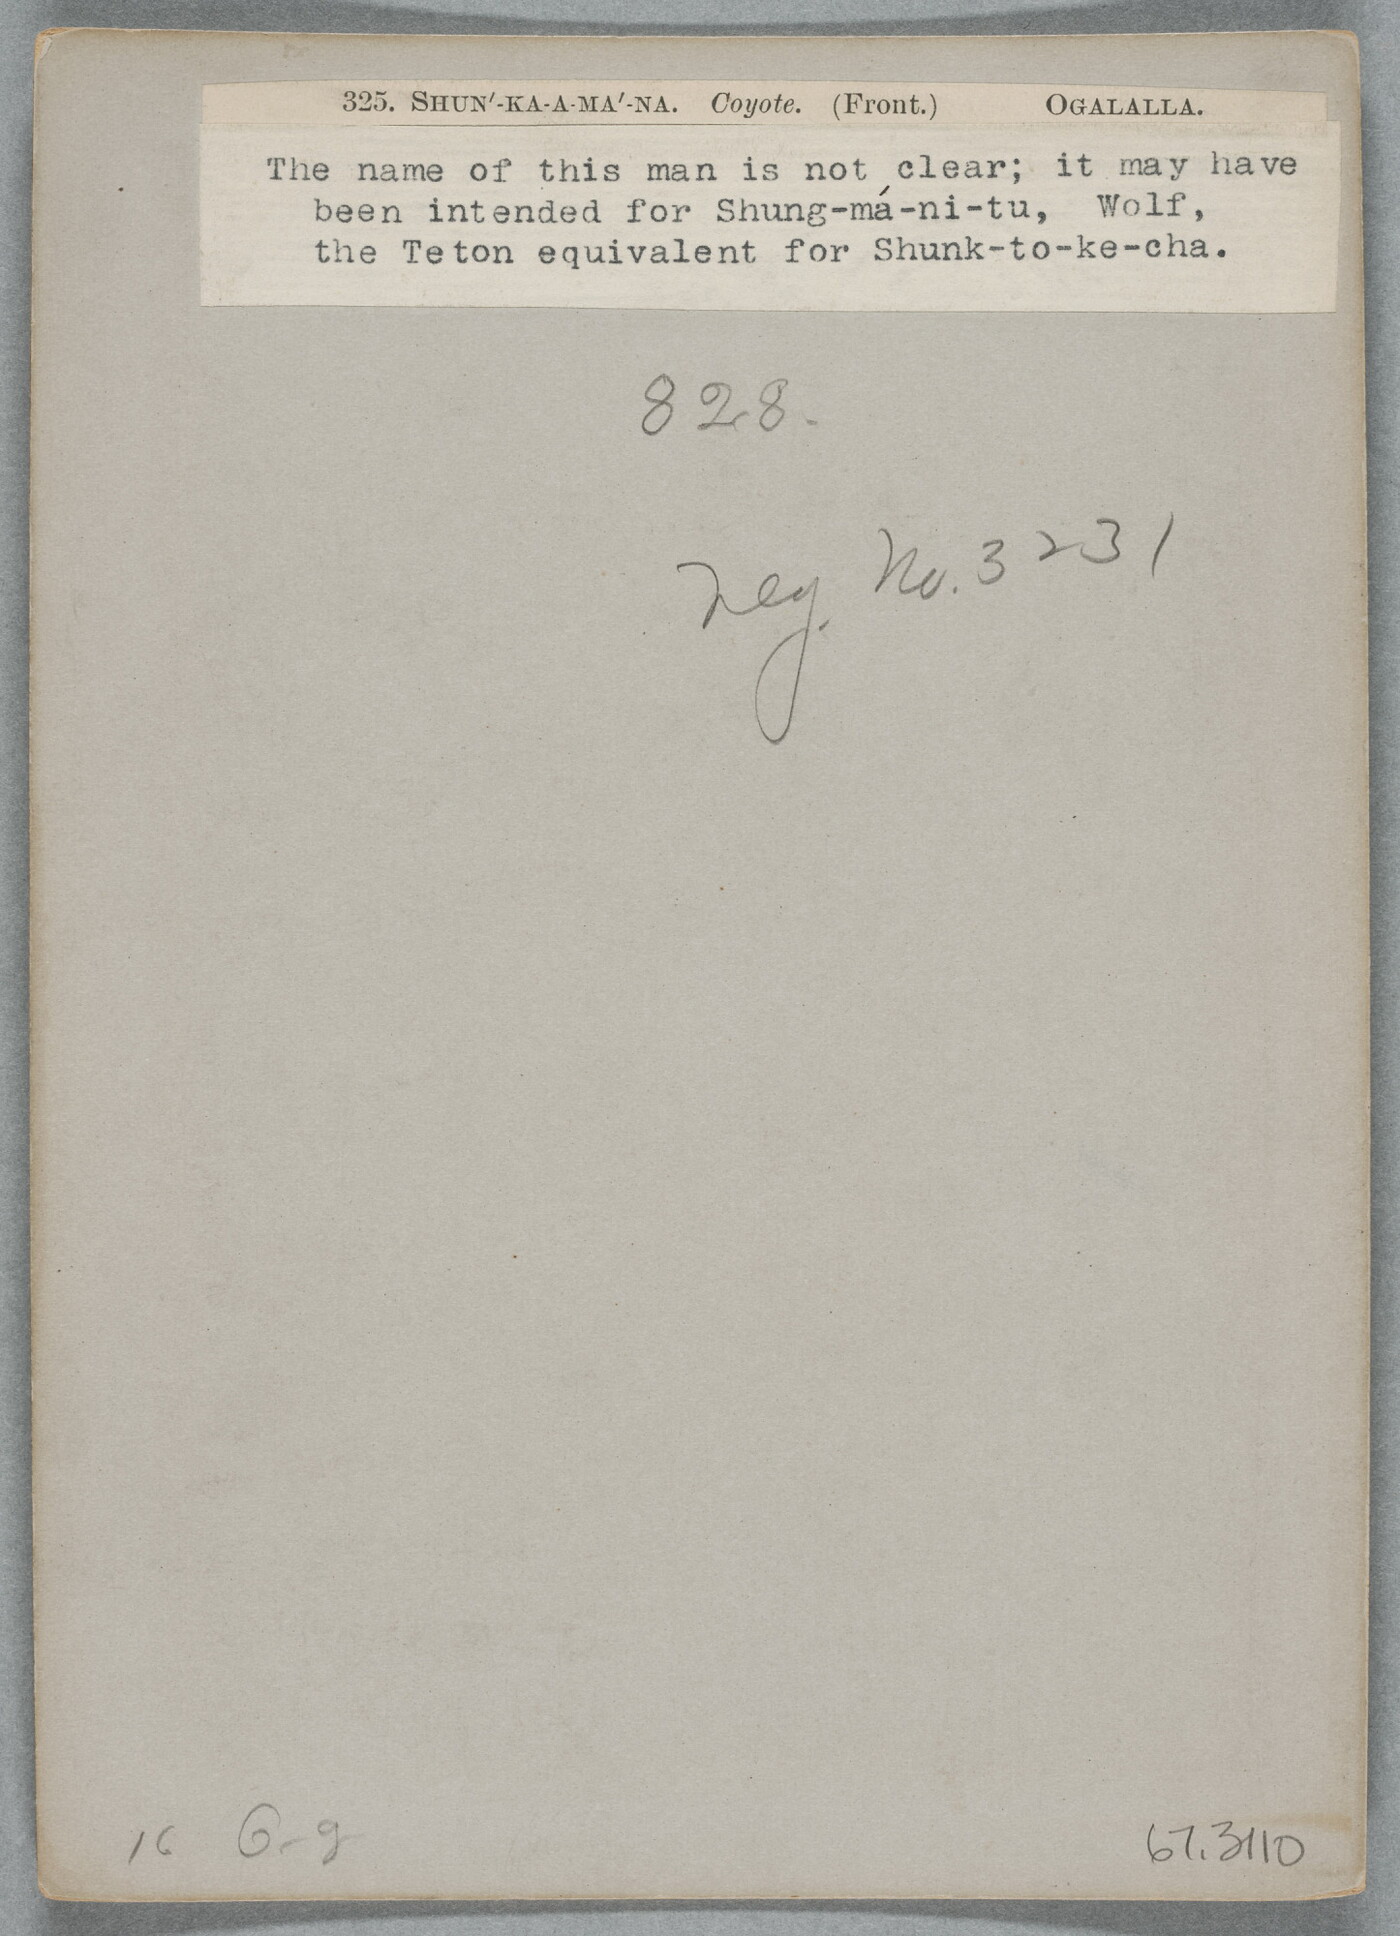 325. SHUN'-KA-A-MA'-NA. Coyote. (Front.) OGALALLA.
The name of this man is not clear; it may have
been intended for Shung-má-ni-tu, Wolf,
the Teton equivalent for Shunk-to-ke-cha.
828.
Neg. No. 3231
16 6-9
67.3110